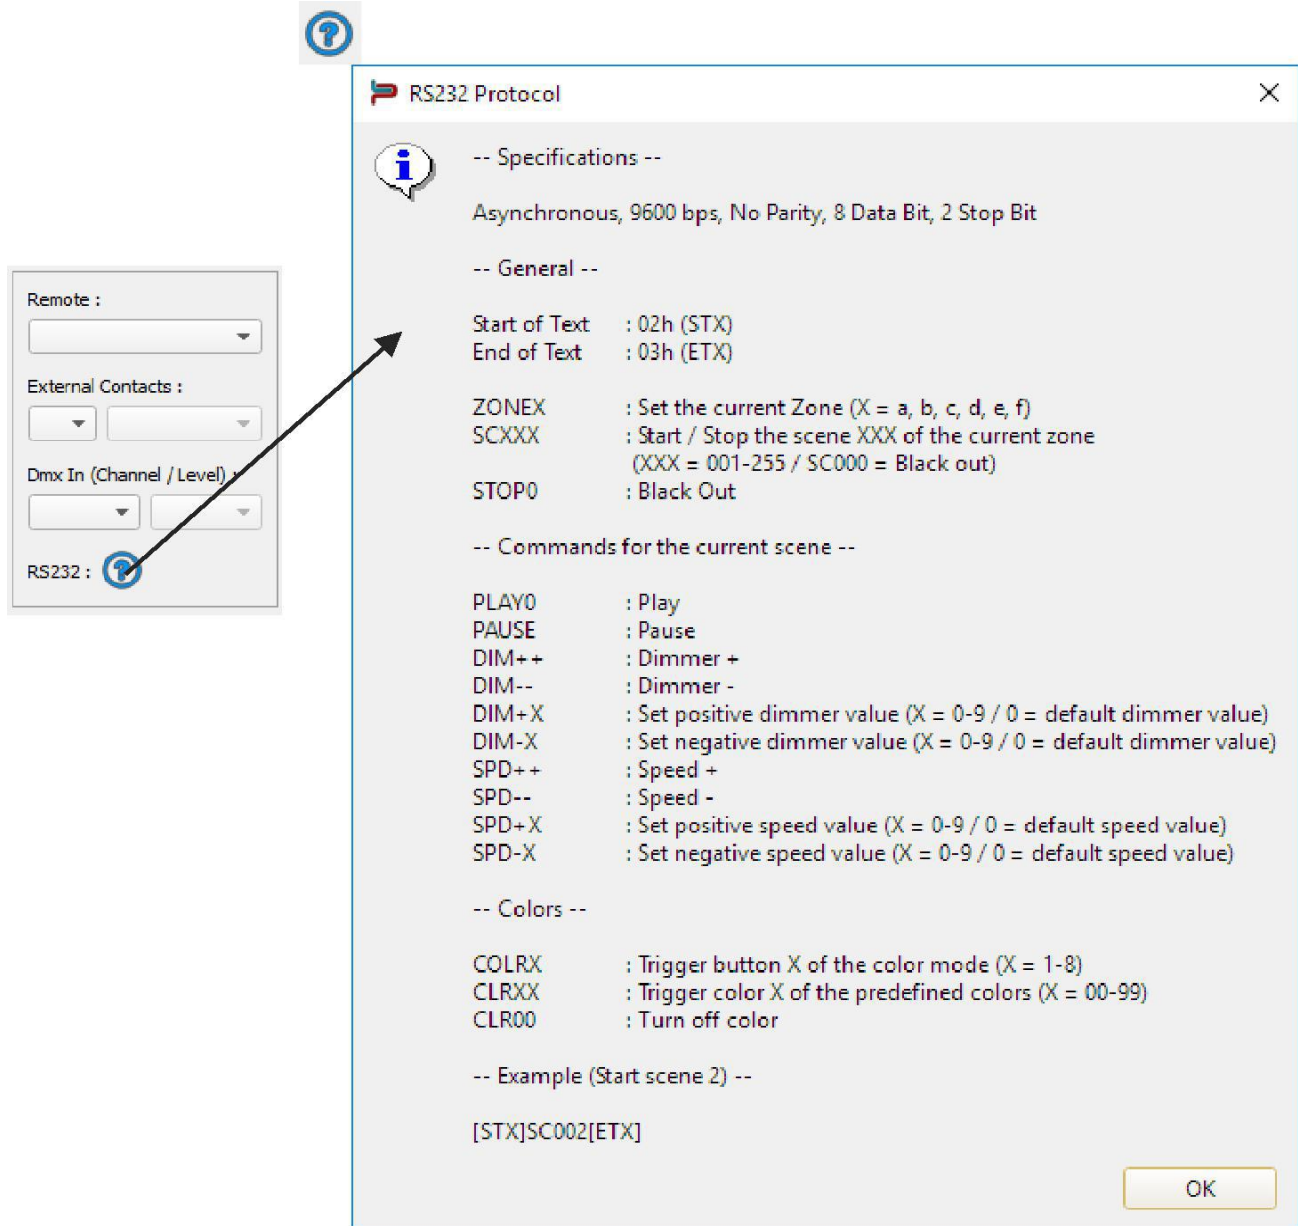 RS232 Protocol
-- Specifications --
Asynchronous, 9600 bps, No Parity, 8 Data Bit, 2 Stop Bit
-- General --
Start of Text : 02h (STX)
End of Text : 03h (ETX)
ZONEX : Set the current Zone (X = a, b, c, d, e, f)
SCXXX : Start / Stop the scene XXX of the current zone
(XXX = 001-255 / SC000 = Black out)
STOP0 : Black Out
-- Commands for the current scene --
PLAY0 : Play
PAUSE : Pause
DIM++ : Dimmer +
DIM-- : Dimmer -
DIM+X : Set positive dimmer value (X = 0-9 / 0 = default dimmer value)
DIM-X : Set negative dimmer value (X = 0-9 / 0 = default dimmer value)
SPD++ : Speed +
SPD-- : Speed -
SPD+X : Set positive speed value (X = 0-9 / 0 = default speed value)
SPD-X : Set negative speed value (X = 0-9 / 0 = default speed value)
-- Colors --
COLRX : Trigger button X of the color mode (X = 1-8)
CLRXX : Trigger color X of the predefined colors (X = 00-99)
CLR00 : Turn off color
-- Example (Start scene 2) --
[STX]SC002[ETX]
OK
Remote :
External Contacts :
Dmx In (Channel / Level) :
RS232 :